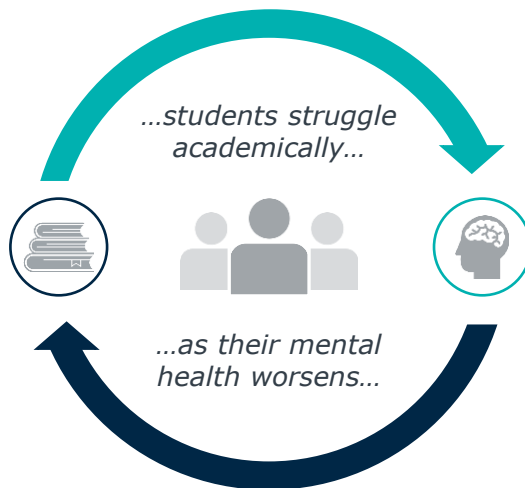 …students struggle
academically…
…as their mental
health worsens…